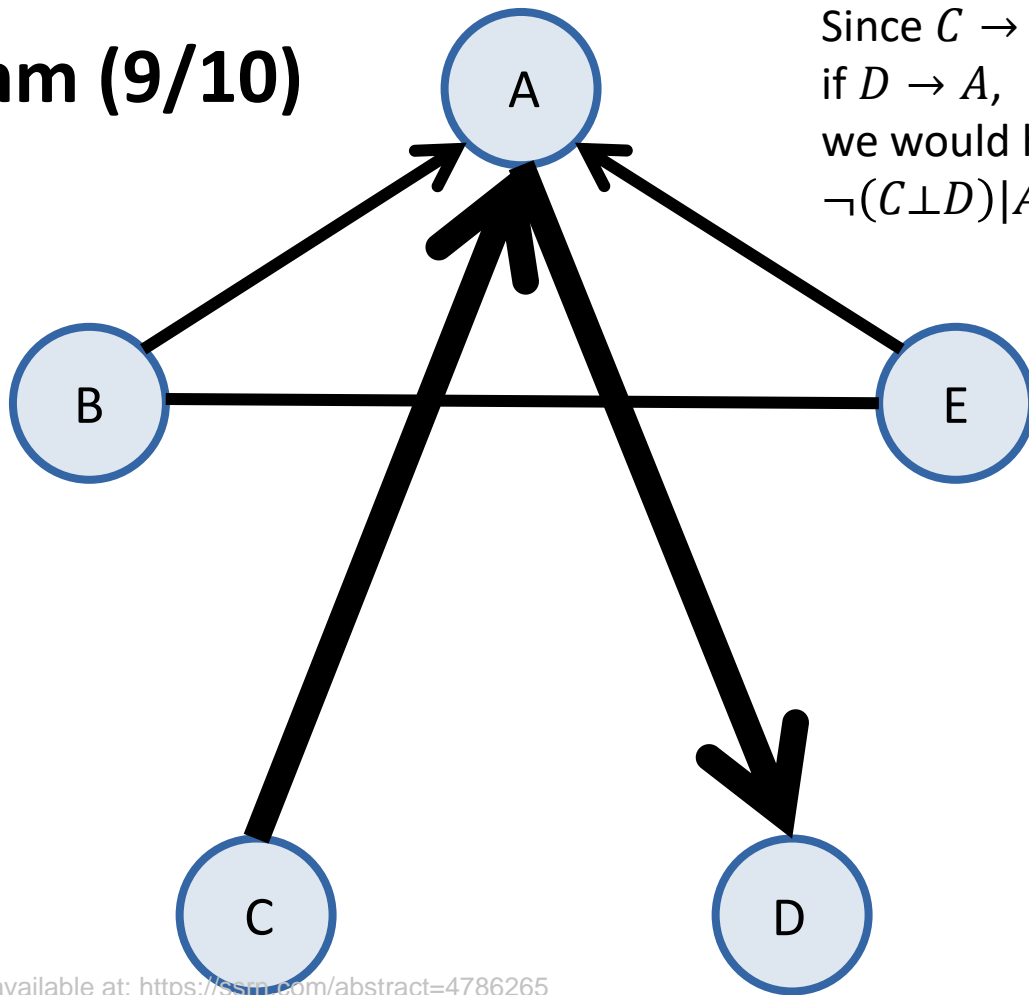 am (9/10)
Since 𝐶 →
if 𝐷 → 𝐴,
we would
¬(𝐶⊥𝐷)|𝐴
A
B
E
C
D
available at: https://ssrn.com/abstract=4786265